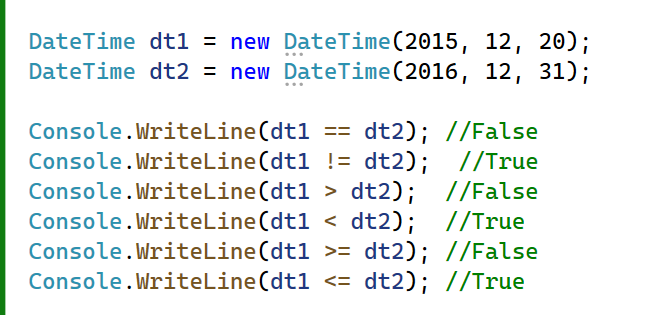 DateTime dt1 = new DateTime(2015, 12, 20);
DateTime dt2 = new DateTime(2016, 12, 31);
Console.WriteLine(dt1 == dt2); //False
Console.WriteLine(dt1 != dt2);  //True
Console.WriteLine(dt1 > dt2);  //False
Console.WriteLine(dt1 < dt2);  //True
Console.WriteLine(dt1 >= dt2); //False
Console.WriteLine(dt1 <= dt2); //True